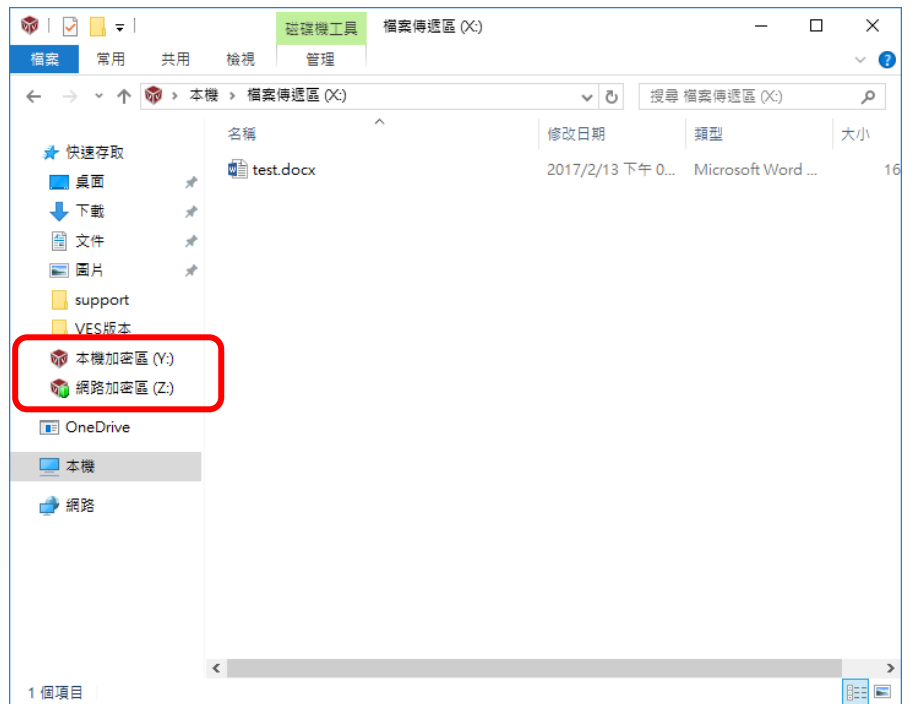 磁碟機工具 檔案傳遞區 (X:)
檔案 常用 共用 檢視 管理
本機 › 檔案傳遞區 (X:) 搜尋 檔案傳遞區 (X:)
名稱 修改日期 類型 大小
快速存取
test.docx 2017/2/13 下午 0... Microsoft Word ... 16
桌面
下載
文件
圖片
support
VES版本
本機加密區 (Y:)
網路加密區 (Z:)
OneDrive
本機
網路
1 個項目